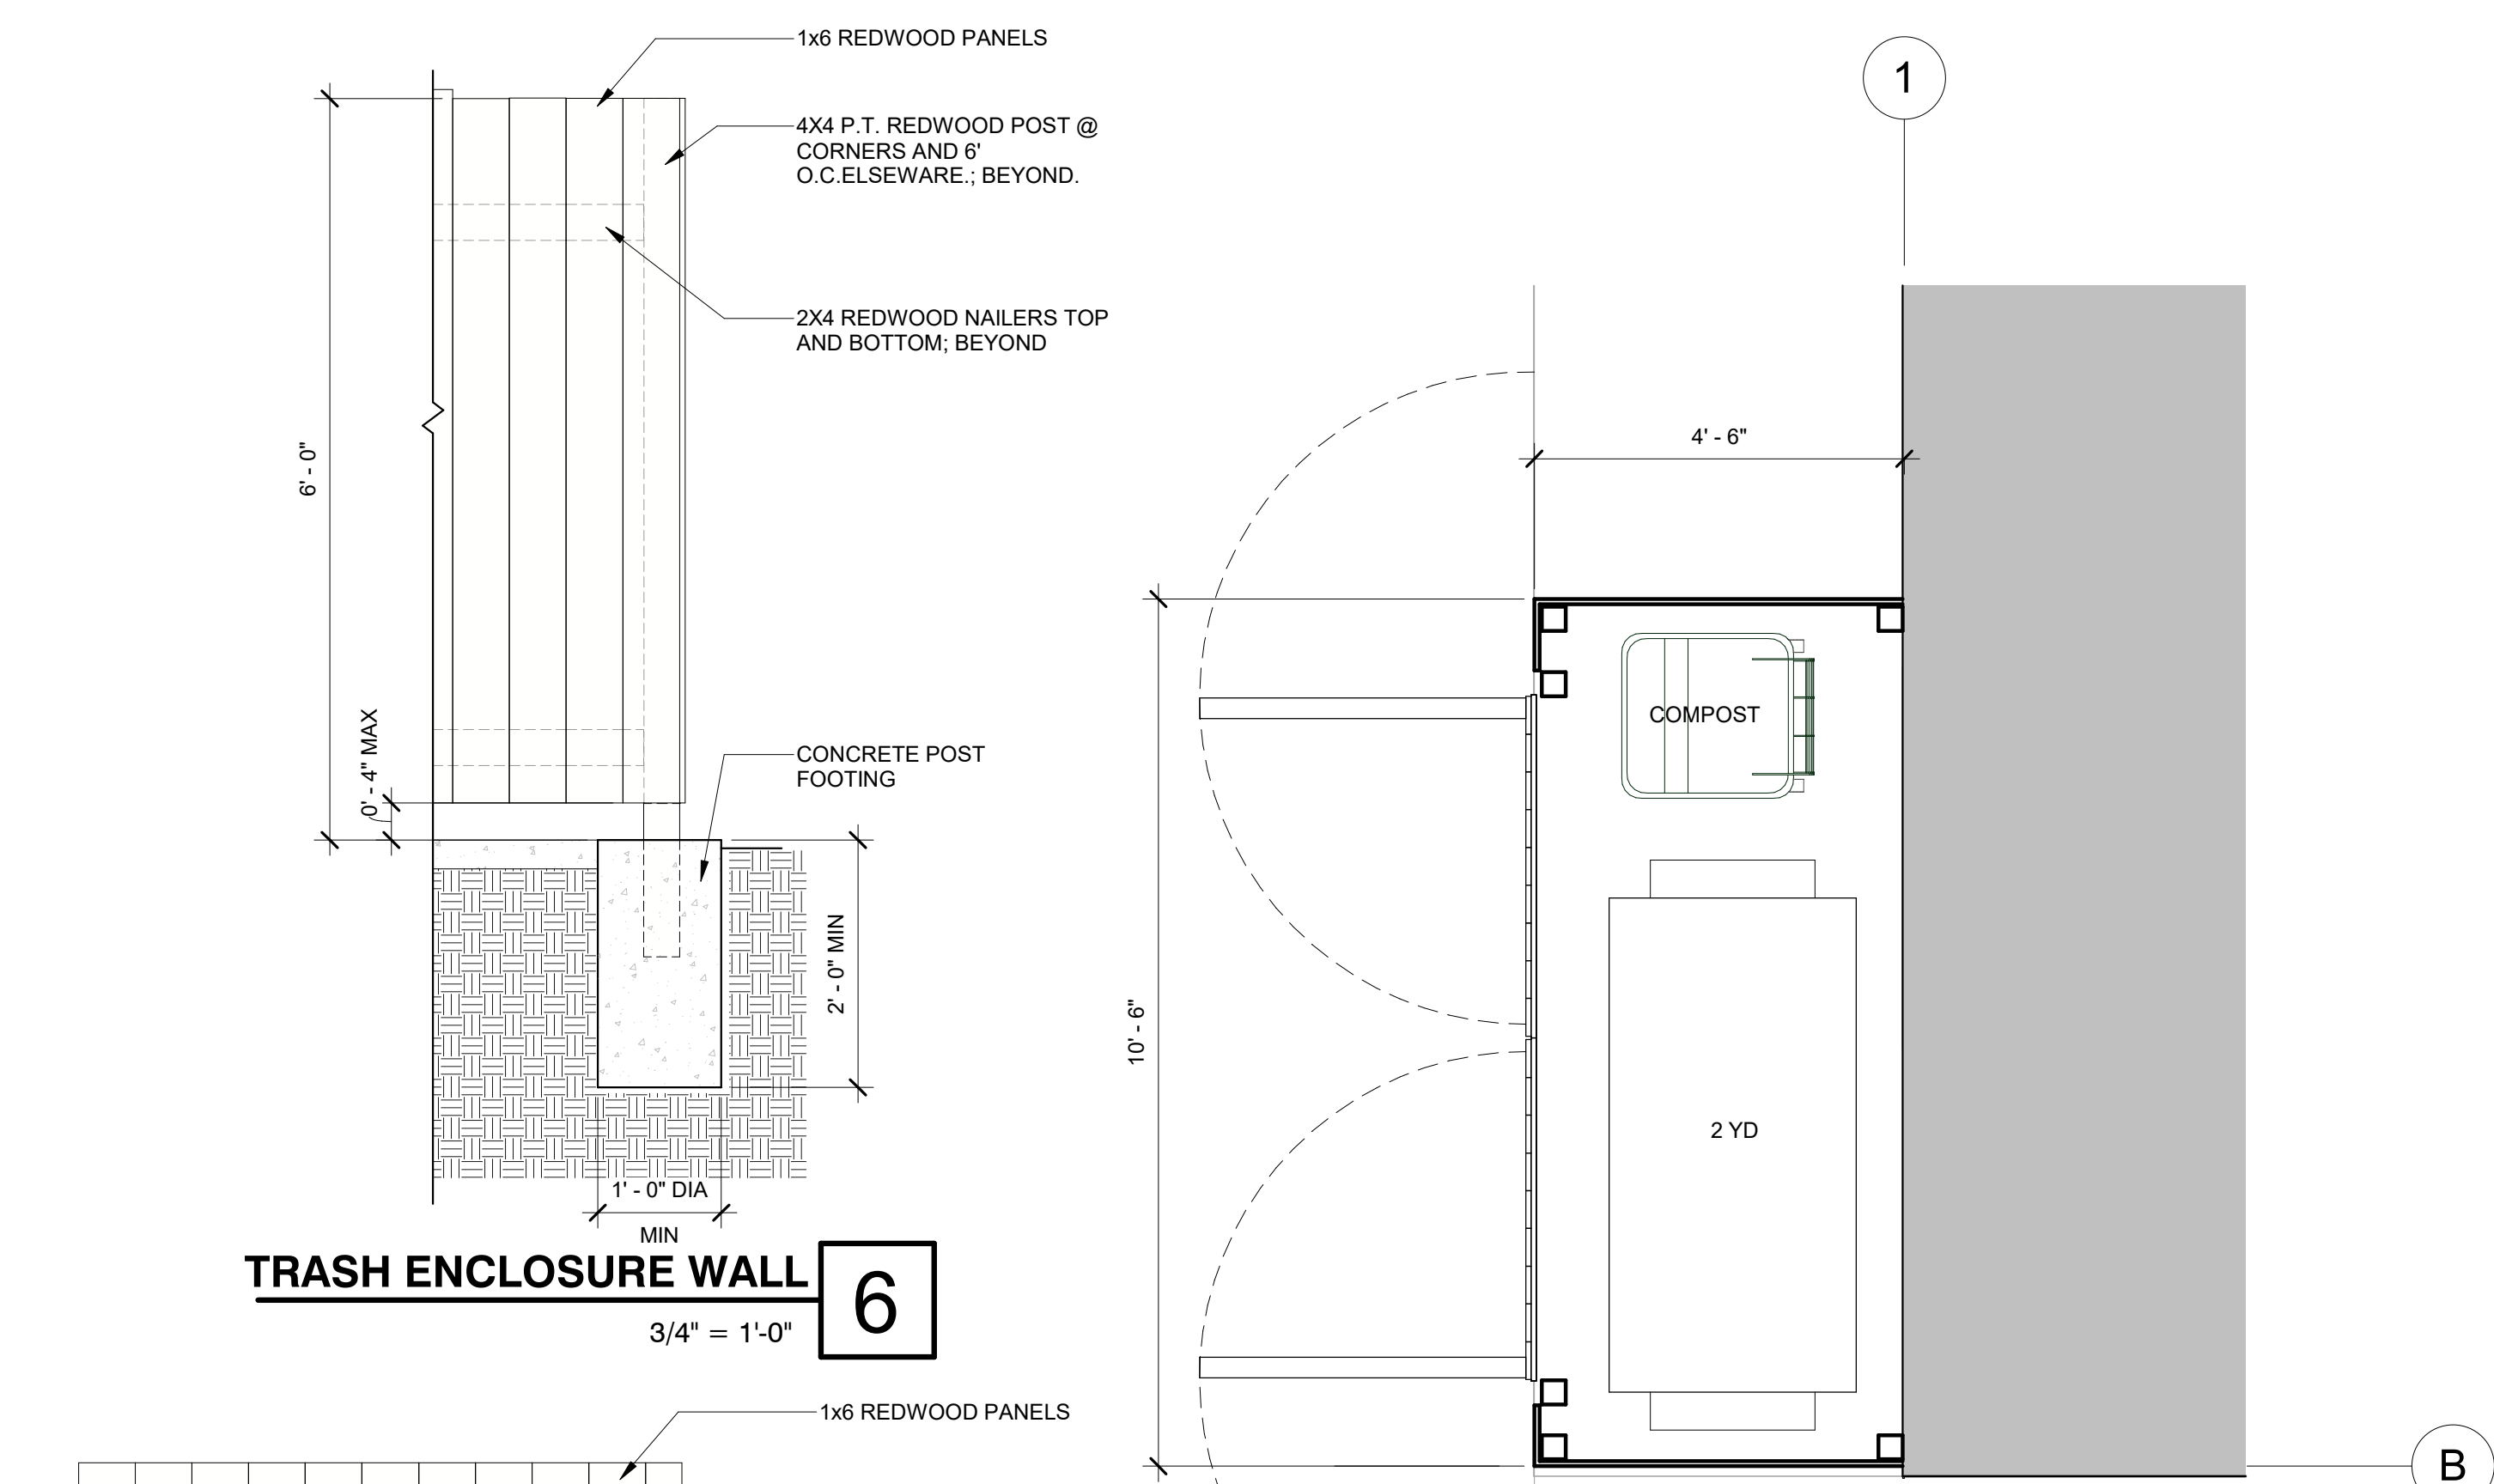 1x6 REDWOOD PANELS
4X4 P.T. REDWOOD POST @
CORNERS AND 6'
O.C.ELSEWARE.; BEYOND.
2X4 REDWOOD NAILERS TOP
AND BOTTOM; BEYOND
6' - 0"
0' - 4" MAX
CONCRETE POST
FOOTING
2' - 0" MIN
1' - 0" DIA
MIN
TRASH ENCLOSURE WALL
6
3/4" = 1'-0"
1x6 REDWOOD PANELS
1
4' - 6"
10' - 6"
COMPOST
2 YD
B